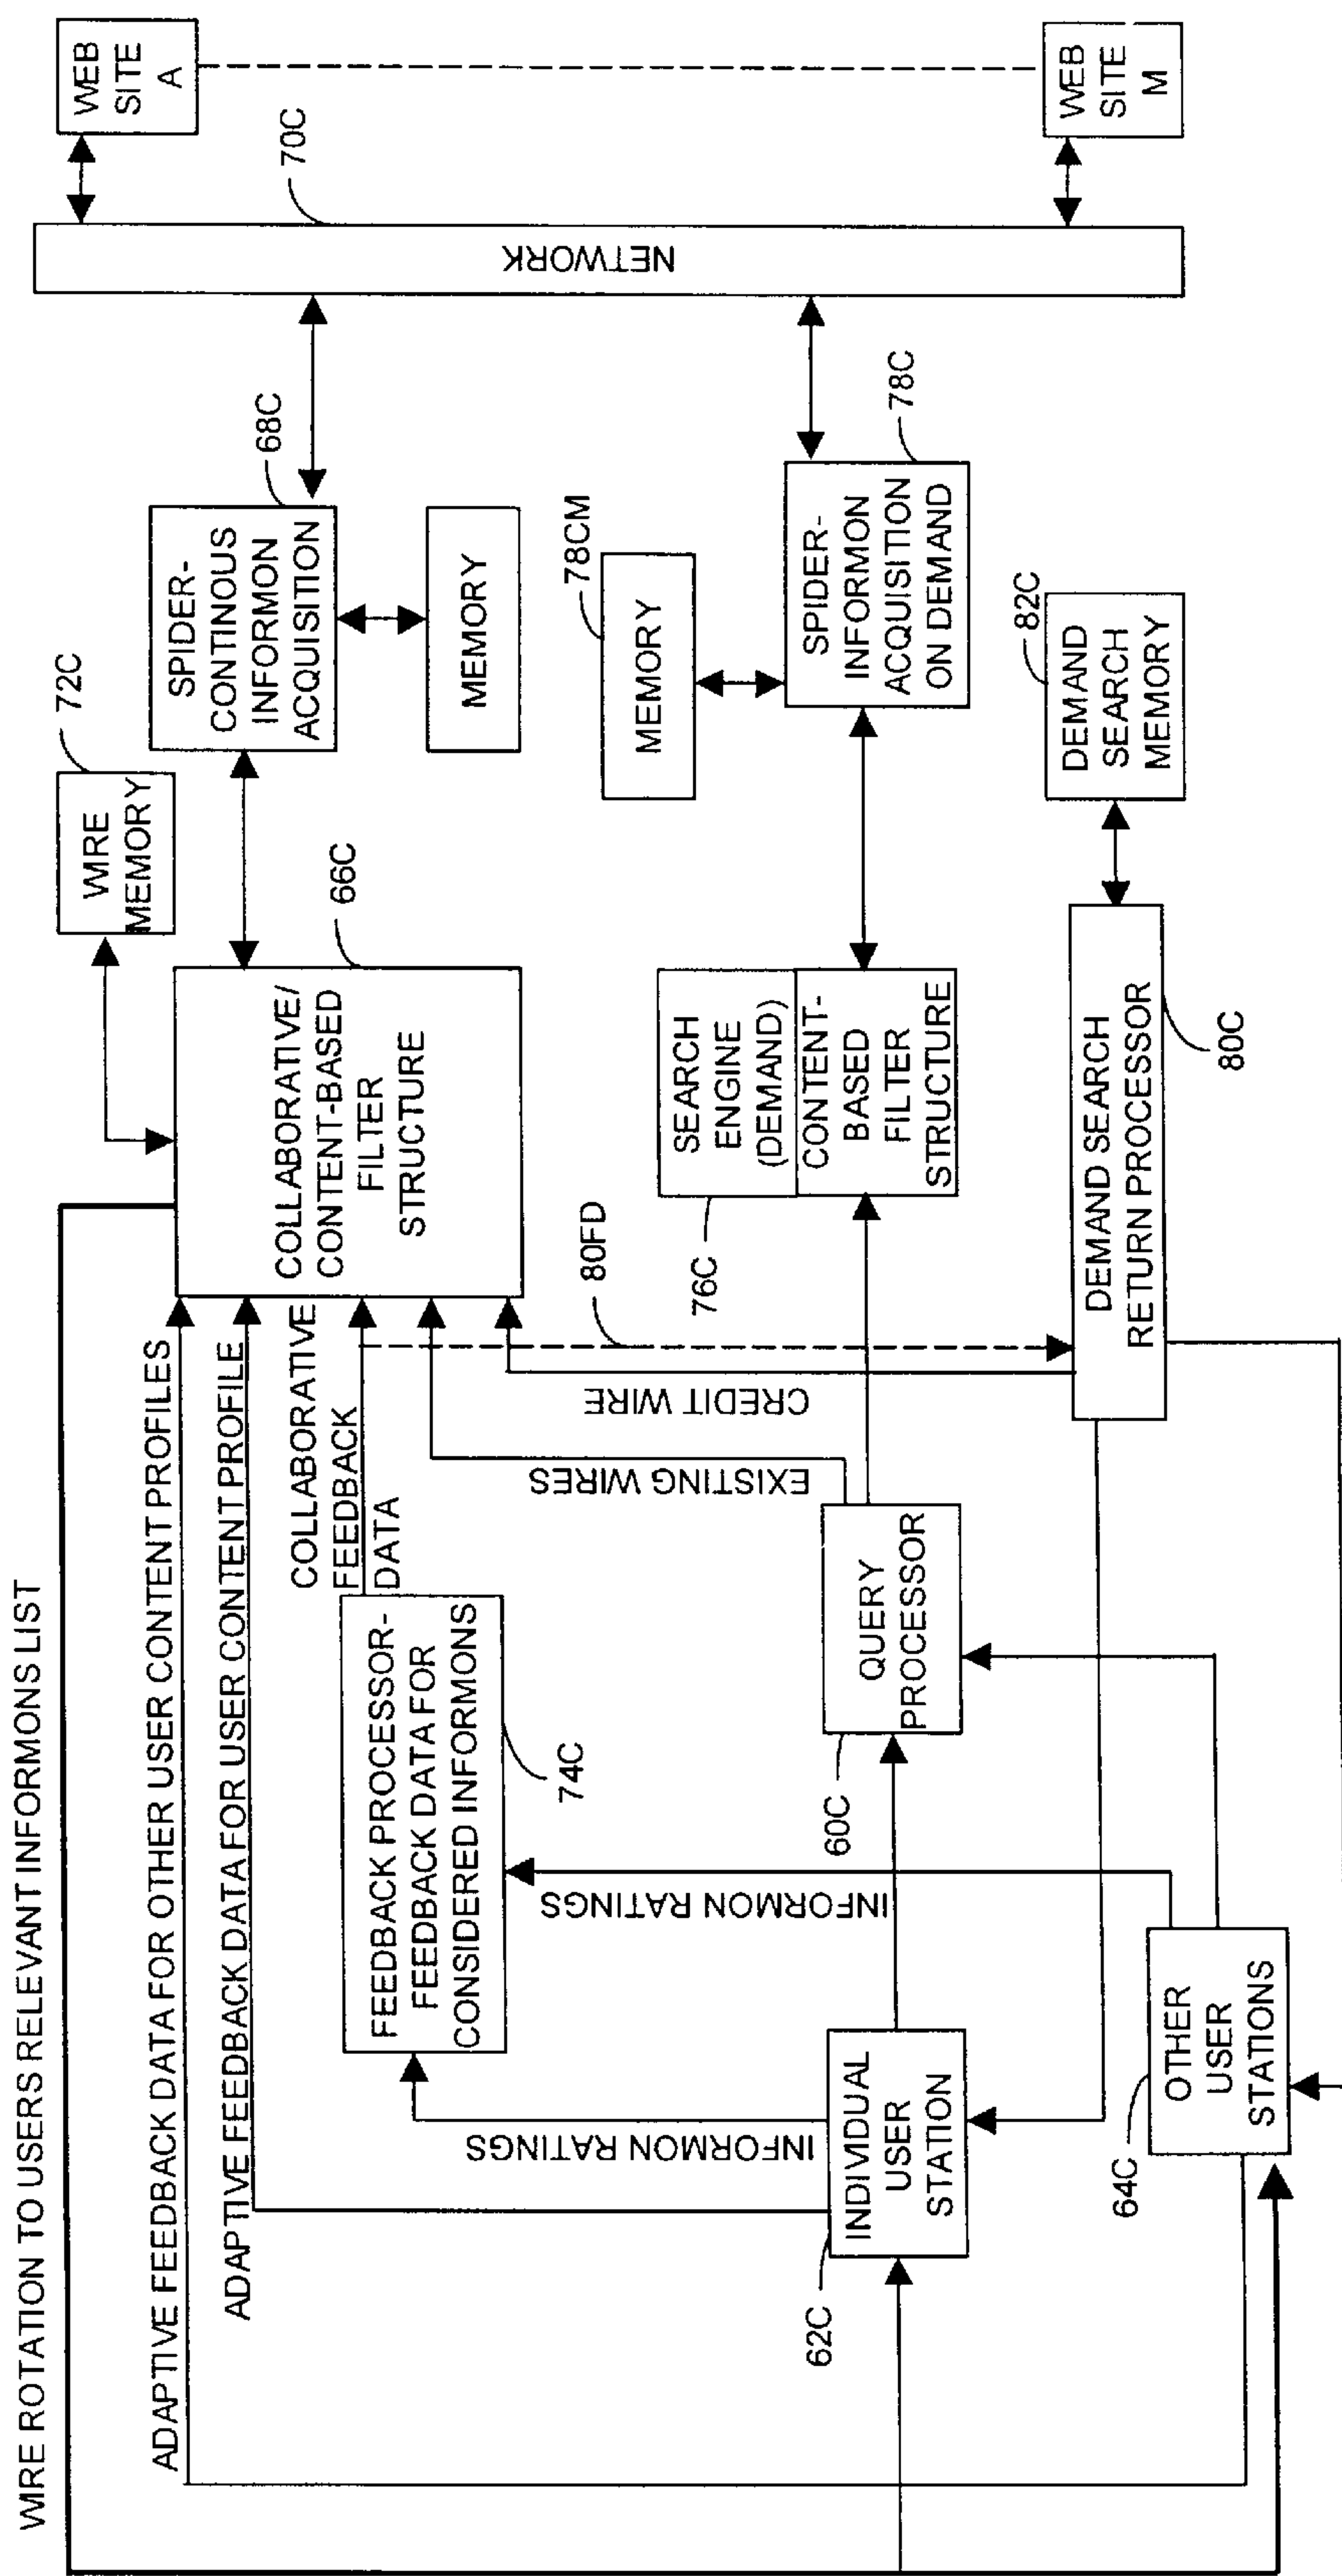 WIRE ROTATION TO USERS RELEVANT INFORMONS LIST
ADAPTIVE FEEDBACK DATA FOR OTHER USER CONTENT PROFILES
ADAPTIVE FEEDBACK DATA FOR USER CONTENT PROFILE
COLLABORATIVE
FEEDBACK
DATA
FEEDBACK PROCESSOR-
FEEDBACK DATA FOR
CONSIDERED INFORMONS
74C
INFORMON RATINGS
INFORMON RATINGS
INDIVIDUAL
USER
STATION
62C
OTHER
USER
STATIONS
64C
QUERY
PROCESSOR
60C
EXISTING WIRES
CREDIT WIRE
80FD
COLLABORATIVE/
CONTENT-BASED
FILTER
STRUCTURE
66C
WIRE
MEMORY
72C
SEARCH
ENGINE
(DEMAND)
CONTENT-
BASED
FILTER
STRUCTURE
76C
DEMAND SEARCH
RETURN PROCESSOR
80C
DEMAND
SEARCH
MEMORY
82C
SPIDER-
CONTINOUS
INFORMON
ACQUISITION
68C
MEMORY
MEMORY
78CM
SPIDER-
INFORMON
ACQUISITION
ON DEMAND
78C
NETWORK
70C
WEB
SITE
A
WEB
SITE
M